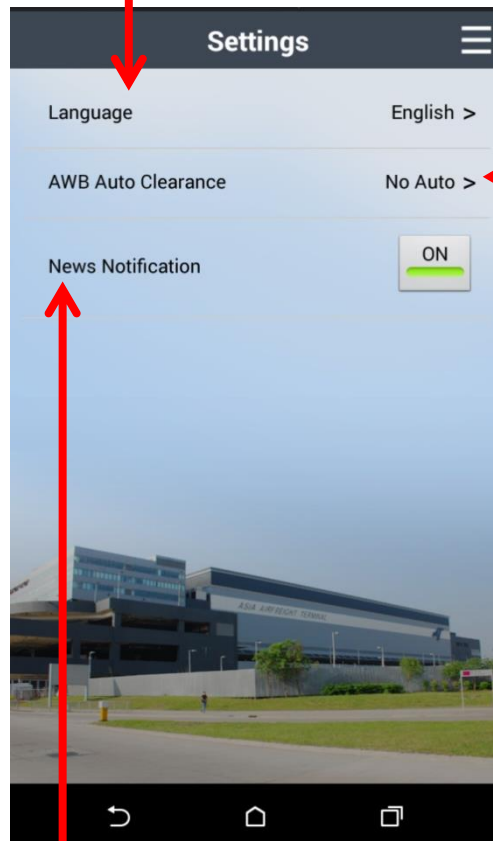 Settings
Language English >
AWB Auto Clearance No Auto >
News Notification ON
ASIA AIRFREIGHT TERMINAL